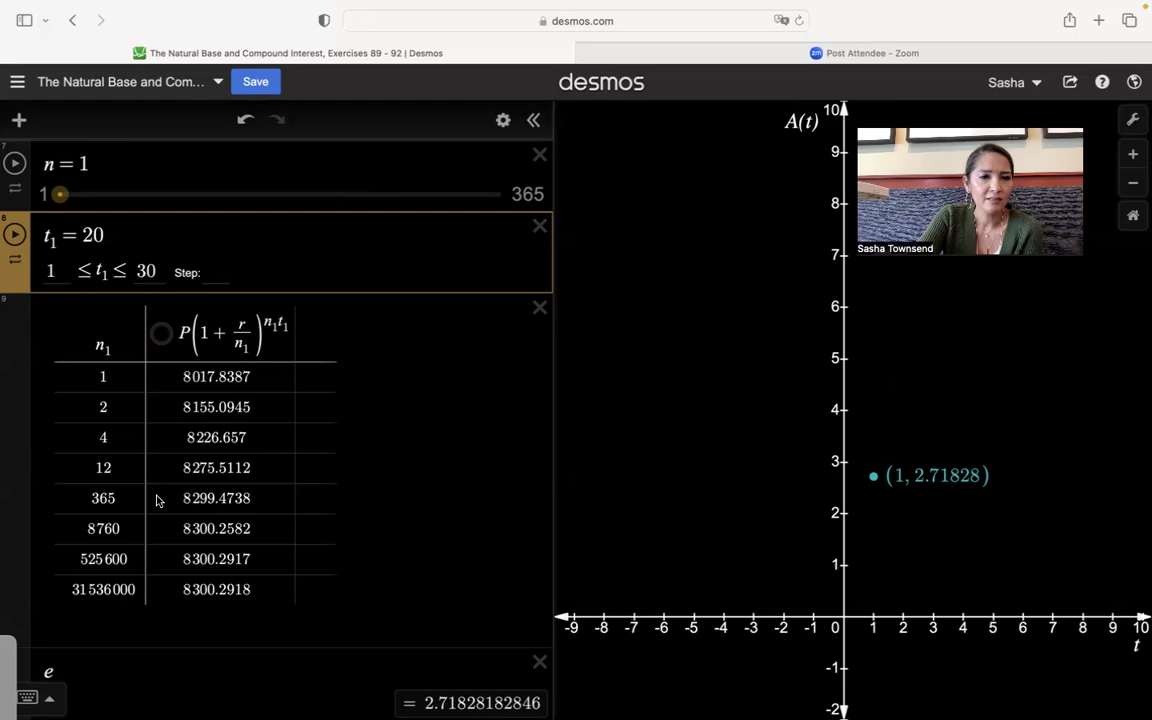 desmos.com
The Natural Base and Compound Interest, Exercises 89 - 92 | Desmos
zm Post Attendee - Zoom
The Natural Base and Com... Save
desmos
Sasha
7
n = 1
1 365
8
t₁ = 20
1 ≤ t₁ ≤ 30 Step:
9
n₁ P(1 + r/n₁)^(n₁t₁)
1 8017.8387
2 8155.0945
4 8226.657
12 8275.5112
365 8299.4738
8760 8300.2582
525600 8300.2917
31536000 8300.2918
e
= 2.71828182846
A(t)
10
9
8
7
6
5
4
3
2
1
-1
-2
(1, 2.71828)
-9 -8 -7 -6 -5 -4 -3 -2 -1 0 1 2 3 4 5 6 7 8 9 10
t
Sasha Townsend